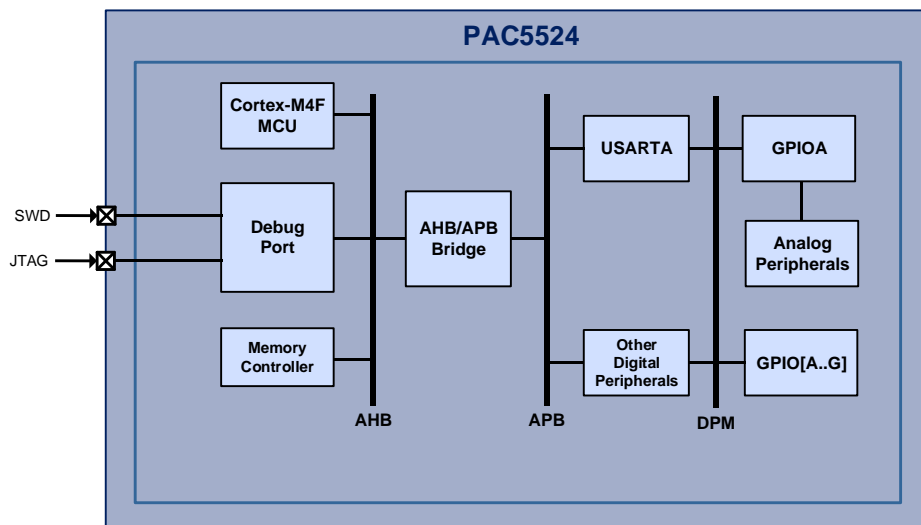 PAC5524
Cortex-M4F
MCU
USARTA
GPIOA
SWD
JTAG
Debug
Port
AHB/APB
Bridge
Analog
Peripherals
Memory
Controller
Other
Digital
Peripherals
GPIO[A..G]
AHB
APB
DPM